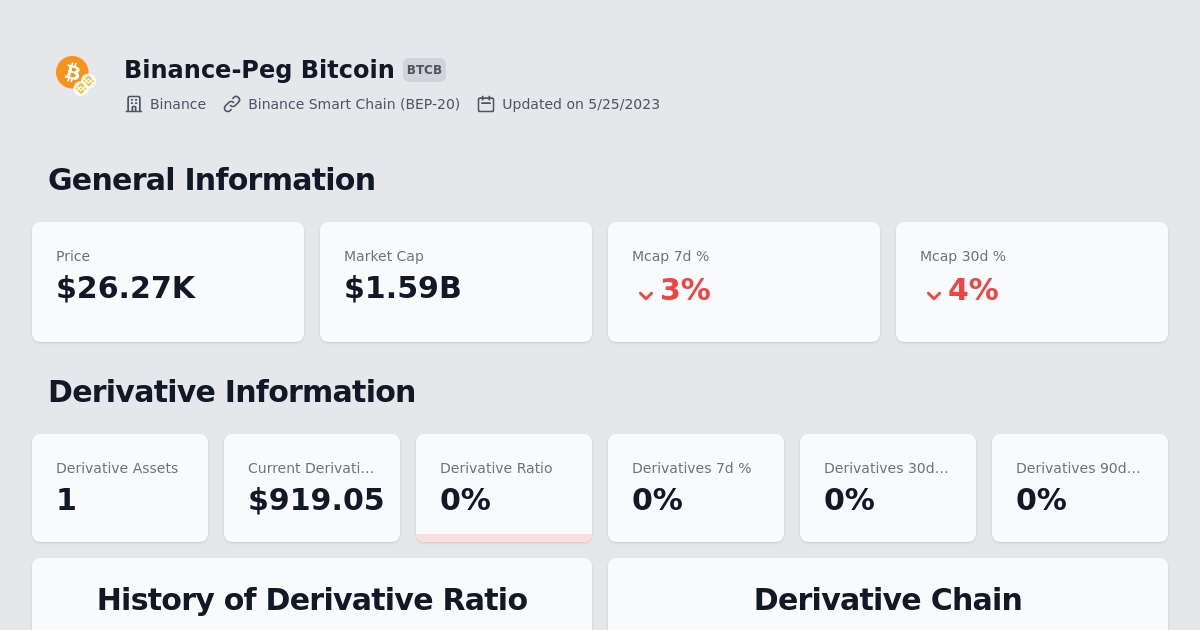 Binance-Peg Bitcoin BTCB
Binance Binance Smart Chain (BEP-20) Updated on 5/25/2023
General Information
Price Market Cap Mcap 7d % Mcap 30d %
$26.27K $1.59B 3% 4%
Derivative Information
Derivative Assets Current Derivati... Derivative Ratio Derivatives 7d % Derivatives 30d... Derivatives 90d...
1 $919.05 0% 0% 0% 0%
History of Derivative Ratio Derivative Chain